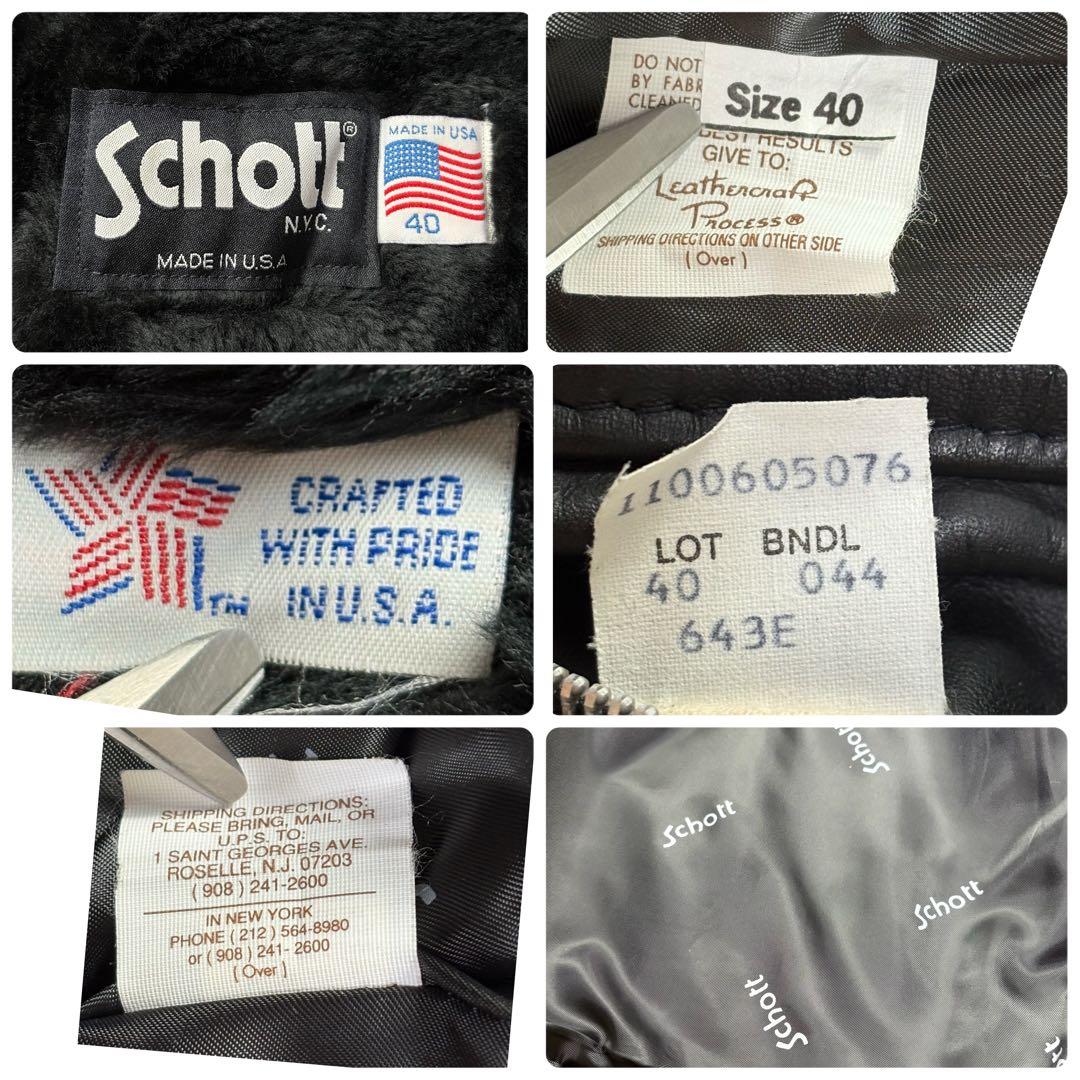 Schott®
N.Y.C.
MADE IN U.S.A
MADE IN USA
40
DO NOT
BY FABR
CLEANED
Size 40
BEST RESULTS
GIVE TO:
Leathercraft
Process®
SHIPPING DIRECTIONS ON OTHER SIDE
( Over )
CRAFTED
WITH PRIDE
IN U.S.A.
TM
1100605076
LOT BNDL
40 044
643E
SHIPPING DIRECTIONS:
PLEASE BRING, MAIL, OR
U.P.S. TO:
1 SAINT GEORGES AVE.
ROSELLE, N.J. 07203
( 908 ) 241-2600
IN NEW YORK
PHONE ( 212 ) 564-8980
or ( 908 ) 241- 2600
( Over )
Schott
Schott
Schott
Schott